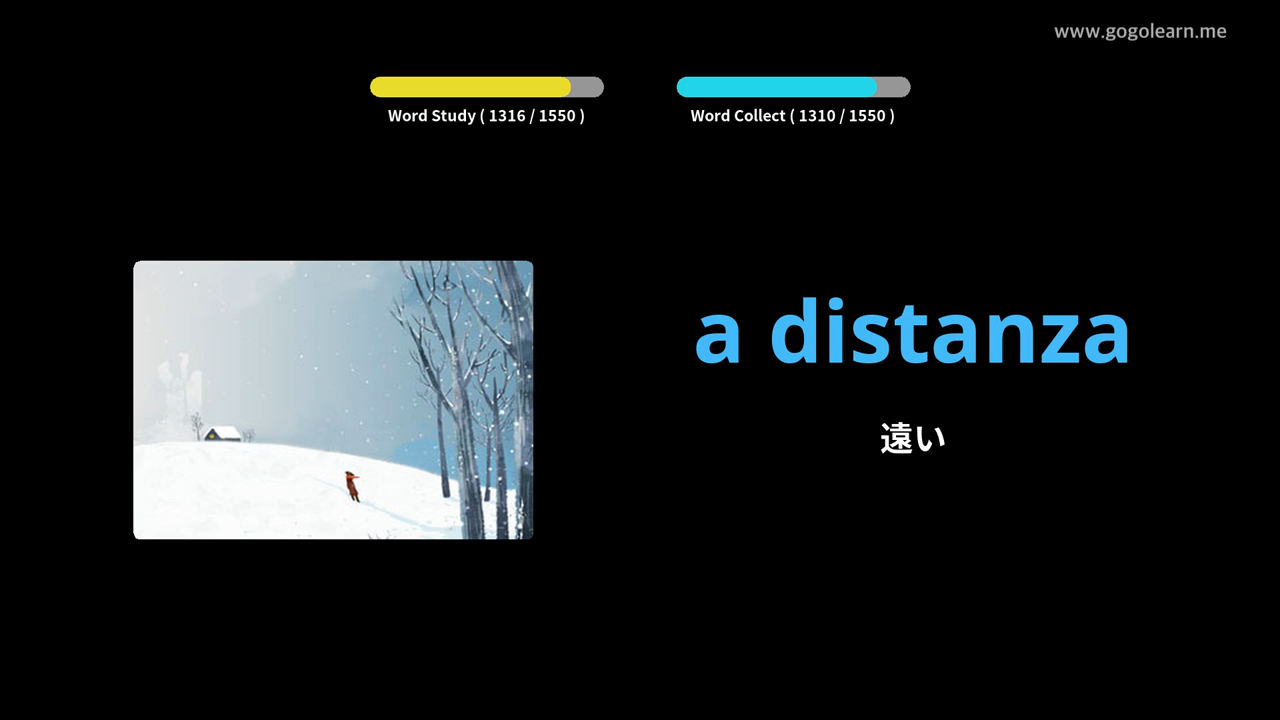 www.gogolearn.me
Word Study ( 1316 / 1550 )
Word Collect ( 1310 / 1550 )
a distanza
遠い